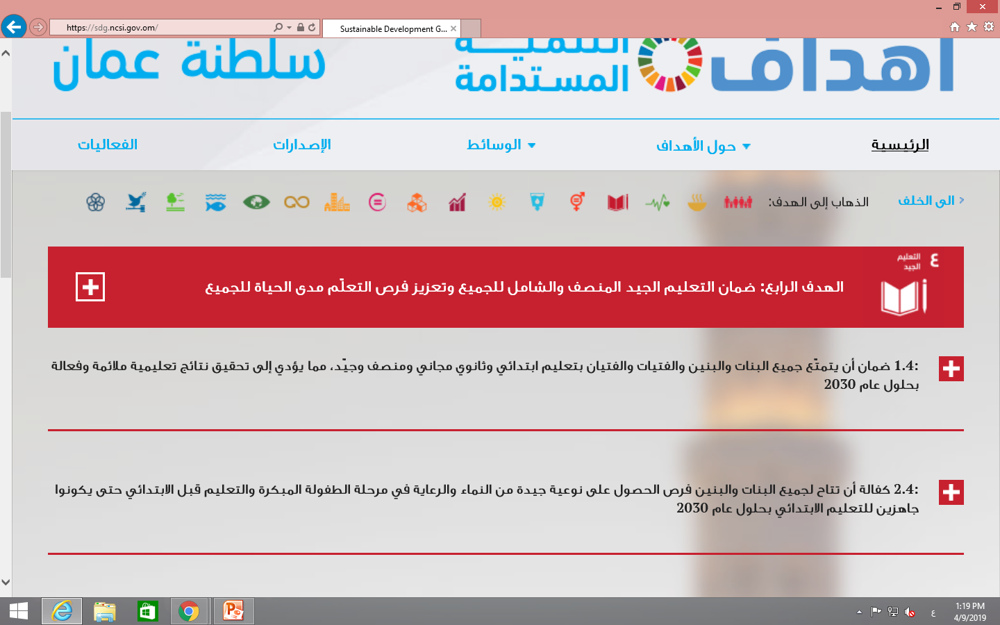 https://sdg.ncsi.gov.om/
Sustainable Development G...
أهداف
التنمية
المستدامة
سلطنة عمان
الرئيسية
حول الأهداف
الوسائط
الإصدارات
الفعاليات
الى الخلف
الذهاب إلى الهدف:
٤
التعليم
الجيد
الهدف الرابع: ضمان التعليم الجيد المنصف والشامل للجميع وتعزيز فرص التعلّم مدى الحياة للجميع
1.4: ضمان أن يتمتّع جميع البنات والبنين والفتيات والفتيان بتعليم ابتدائي وثانوي مجاني ومنصف وجيّد، مما يؤدي إلى تحقيق نتائج تعليمية ملائمة وفعالة
بحلول عام 2030
2.4: كفالة أن تتاح لجميع البنات والبنين فرص الحصول على نوعية جيدة من النماء والرعاية في مرحلة الطفولة المبكرة والتعليم قبل الابتدائي حتى يكونوا
جاهزين للتعليم الابتدائي بحلول عام 2030
ع
1:19 PM
4/9/2019